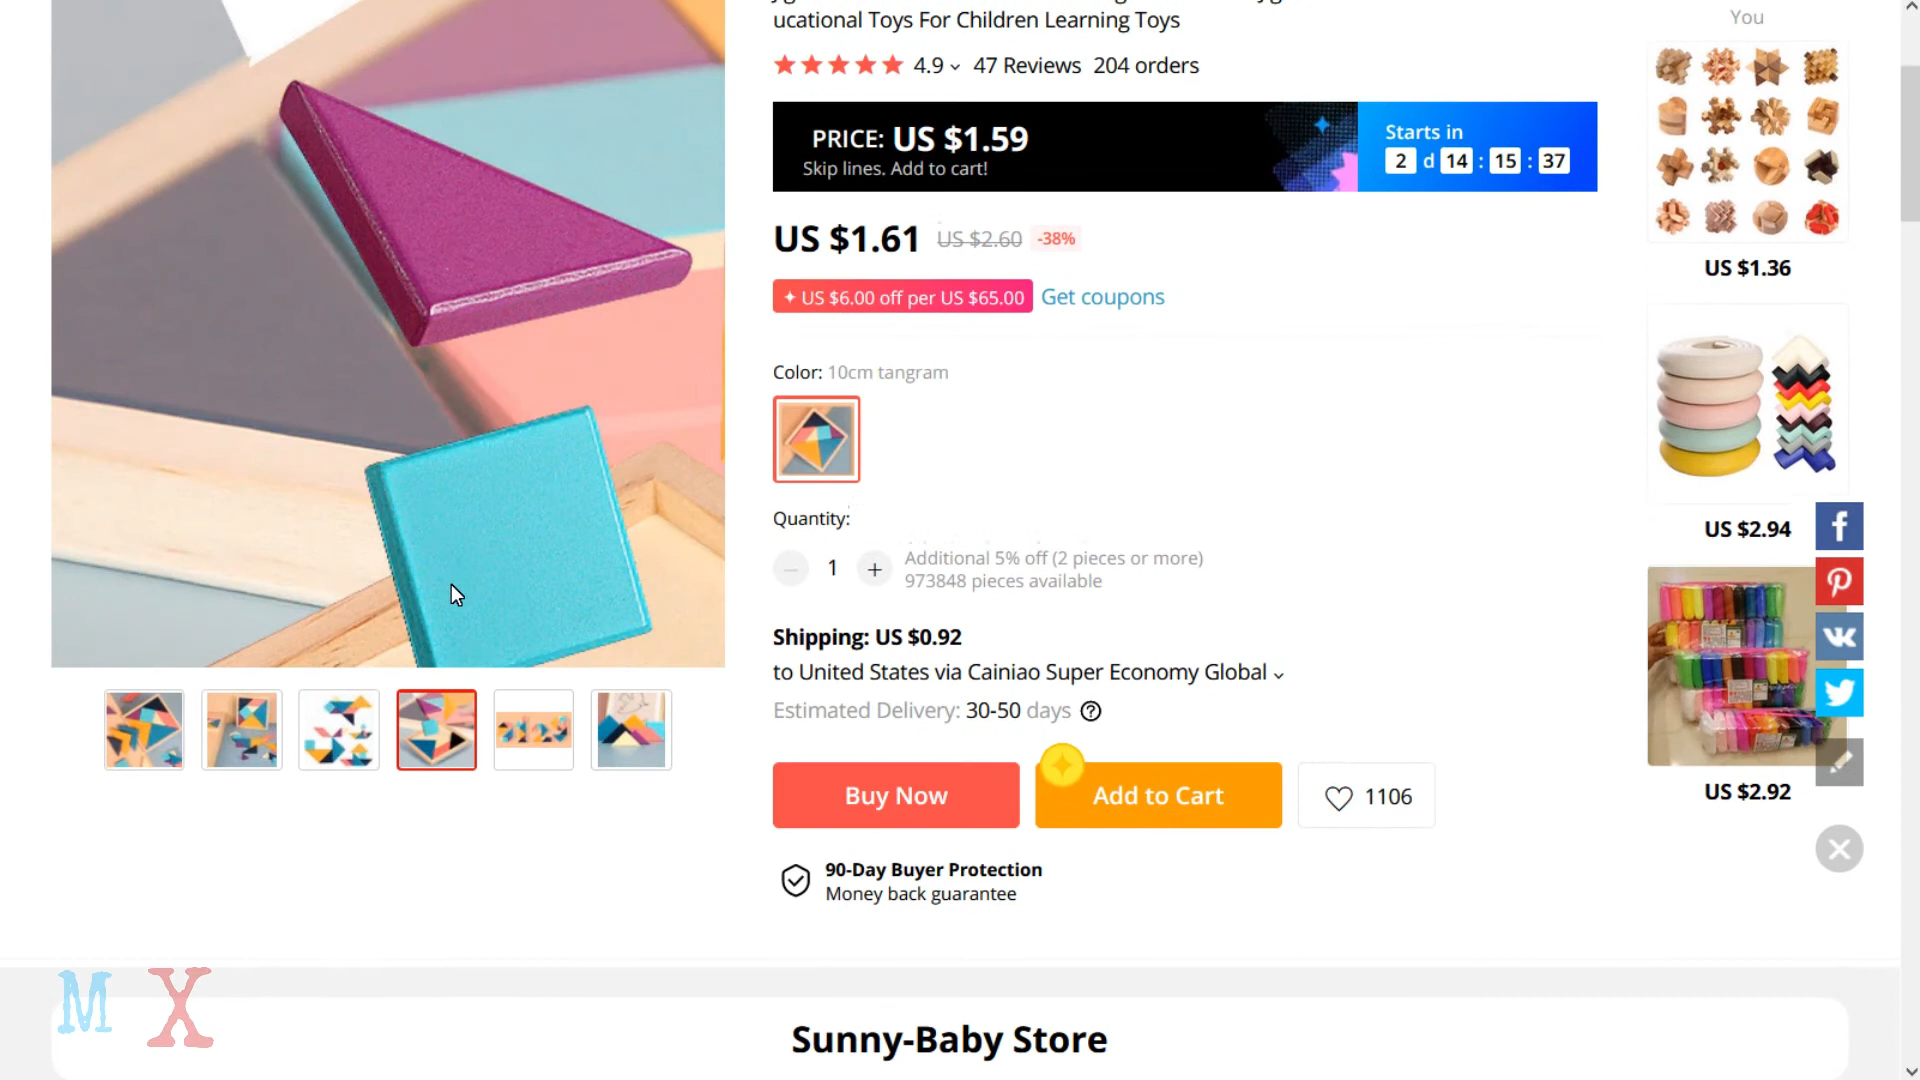 ucational Toys For Children Learning Toys
4.9 47 Reviews 204 orders
PRICE: US $1.59
Skip lines. Add to cart!
Starts in
2 d 14 : 15 : 37
US $1.61 US $2.60 -38%
US $6.00 off per US $65.00 Get coupons
Color: 10cm tangram
Quantity:
1
Additional 5% off (2 pieces or more)
973848 pieces available
Shipping: US $0.92
to United States via Cainiao Super Economy Global
Estimated Delivery: 30-50 days ?
Buy Now
Add to Cart
1106
90-Day Buyer Protection
Money back guarantee
You
US $1.36
US $2.94
US $2.92
M X
Sunny-Baby Store